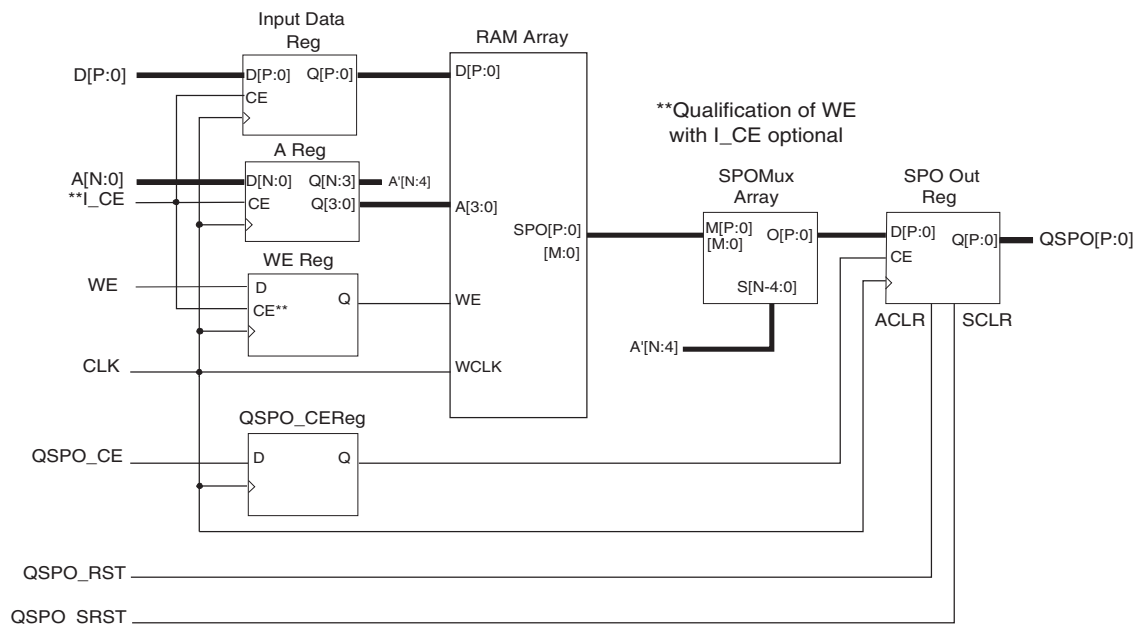 Input Data
Reg
D[P:0]
D[P:0] Q[P:0]
CE
RAM Array
D[P:0]
A[3:0]
SPO[P:0]
[M:0]
WE
WCLK
**Qualification of WE
with I_CE optional
A Reg
A[N:0]
**I_CE
D[N:0] Q[N:3]
CE Q[3:0]
A'[N:4]
SPOMux
Array
M[P:0] O[P:0]
[M:0]
S[N-4:0]
A'[N:4]
SPO Out
Reg
D[P:0] Q[P:0]
CE
QSPO[P:0]
ACLR SCLR
WE Reg
WE
D Q
CE**
CLK
QSPO_CEReg
QSPO_CE
D Q
QSPO_RST
QSPO_SRST